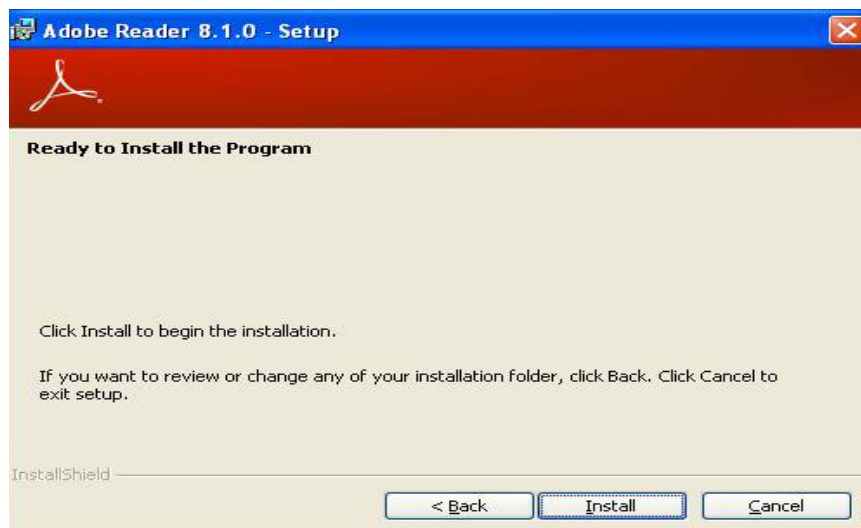 Adobe Reader 8.1.0 - Setup
Ready to Install the Program
Click Install to begin the installation.
If you want to review or change any of your installation folder, click Back. Click Cancel to
exit setup.
InstallShield
< Back Install Cancel